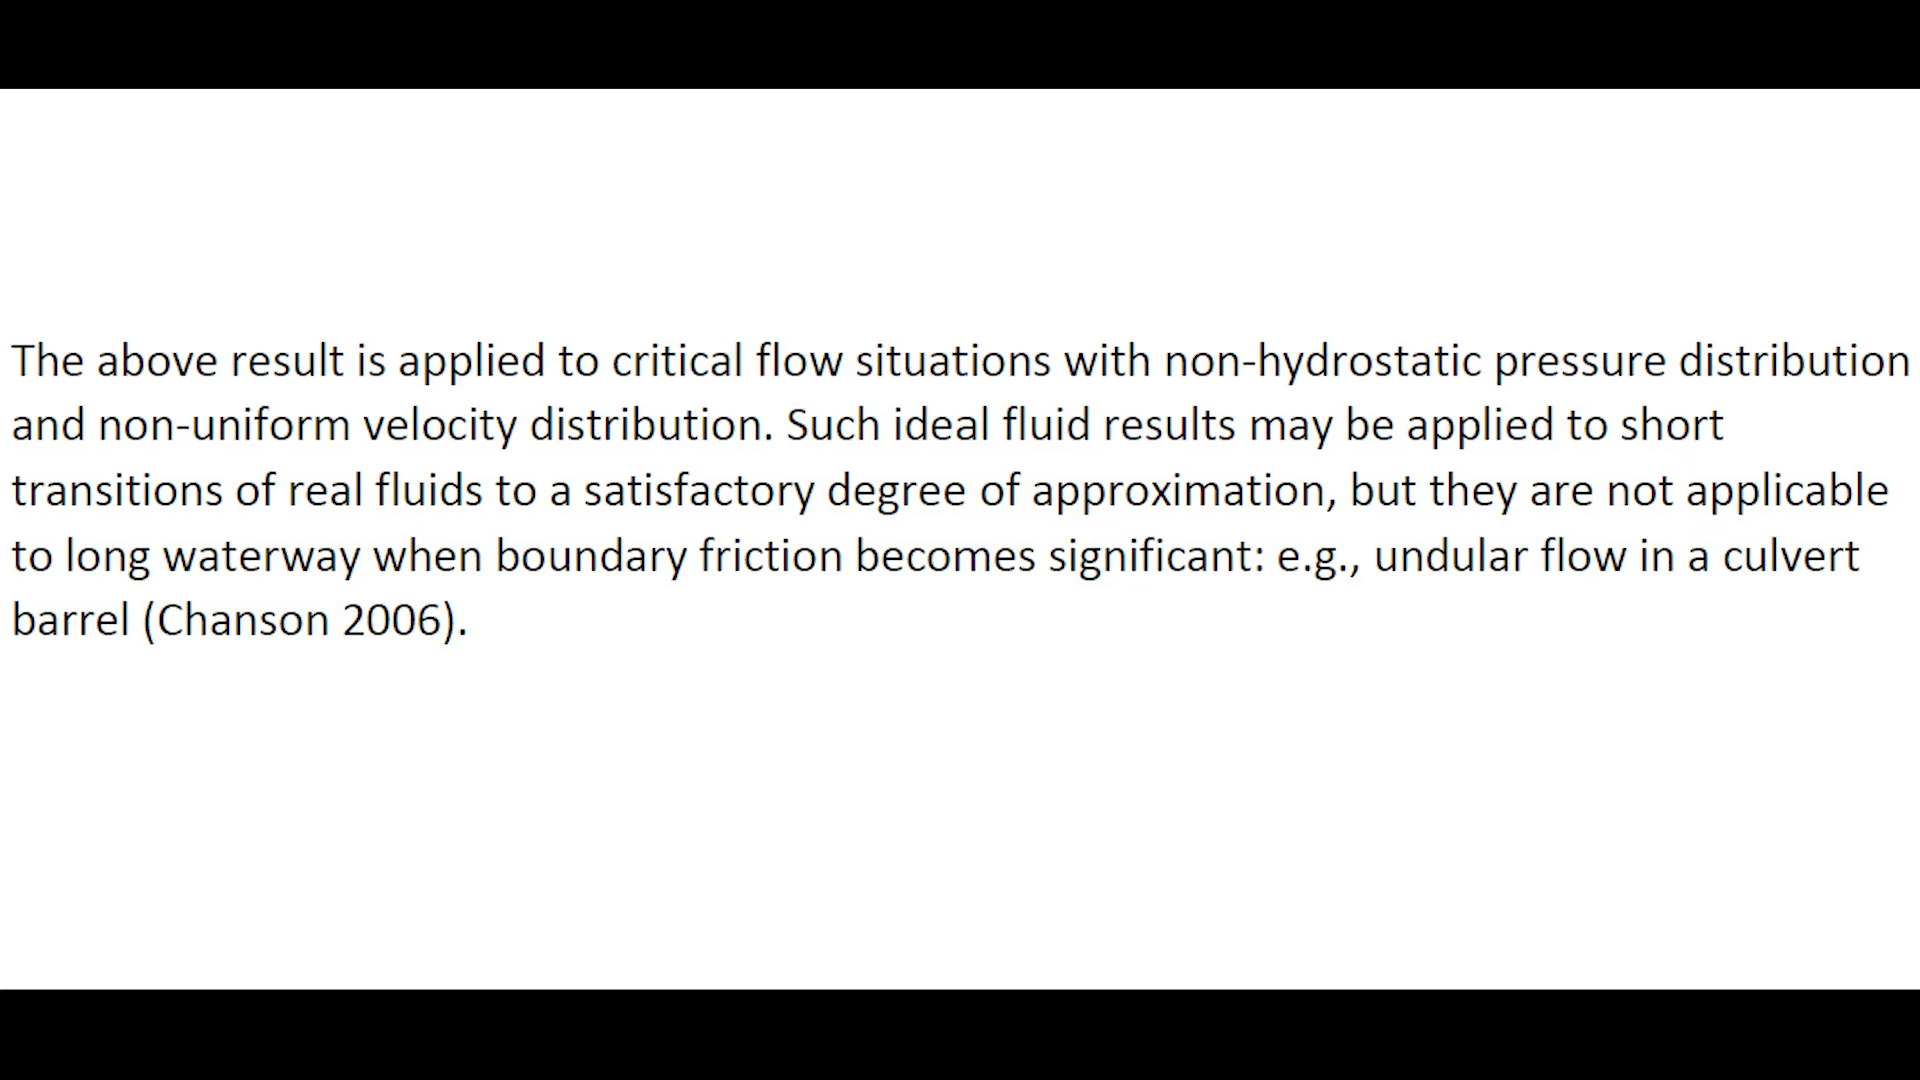 The above result is applied to critical flow situations with non-hydrostatic pressure distribution
and non-uniform velocity distribution. Such ideal fluid results may be applied to short
transitions of real fluids to a satisfactory degree of approximation, but they are not applicable
to long waterway when boundary friction becomes significant: e.g., undular flow in a culvert
barrel (Chanson 2006).